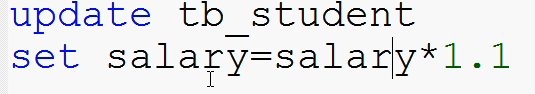 update tb_student
set salary=salary*1.1